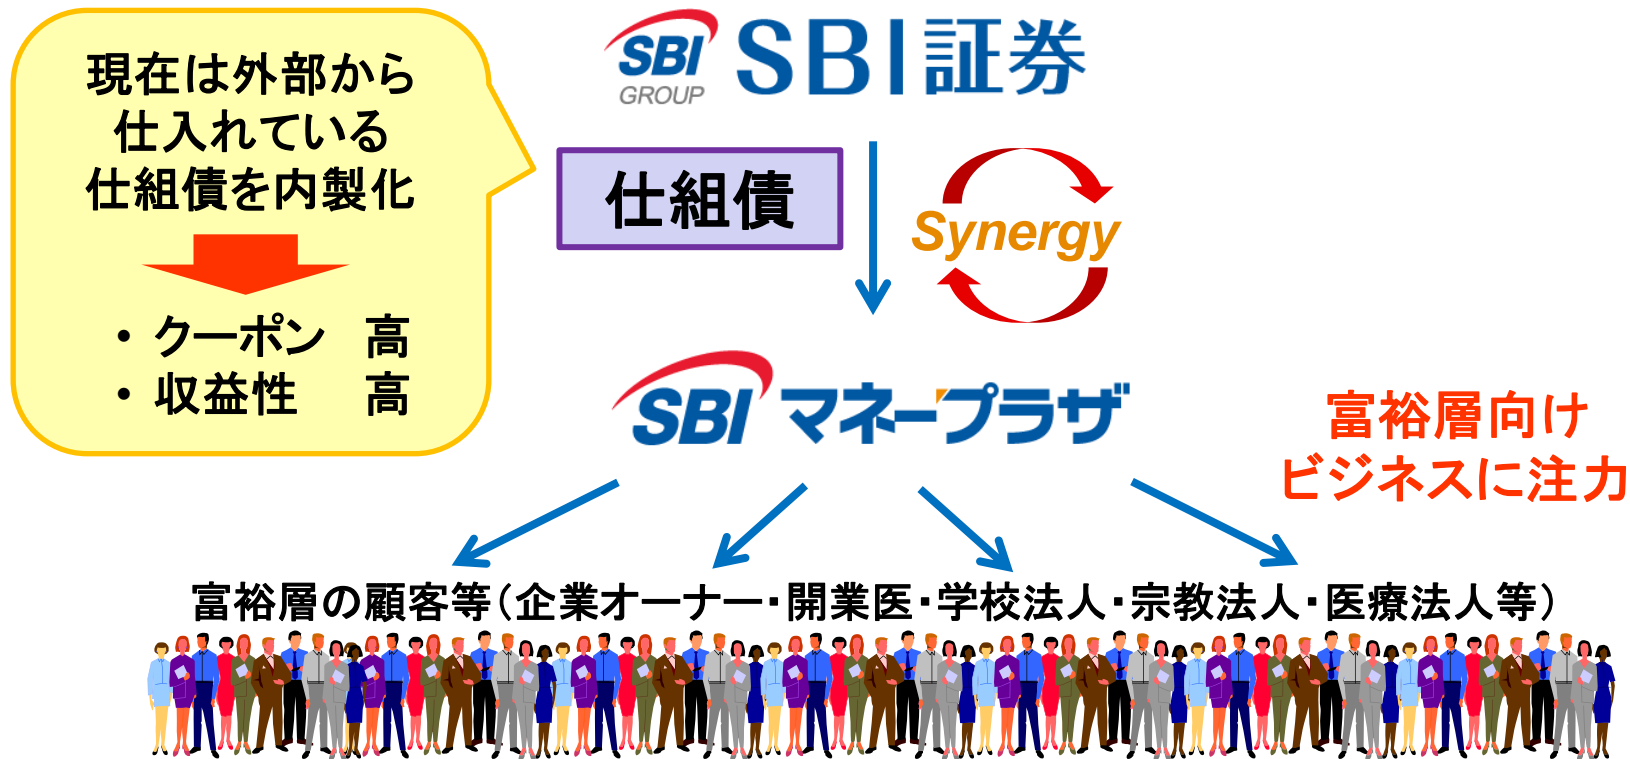 現在は外部から
仕入れている
仕組債を内製化
・ クーポン　高
・ 収益性　高
SBI
GROUP
SBI証券
仕組債
Synergy
SBI マネープラザ
富裕層向け
ビジネスに注力
富裕層の顧客等（企業オーナー・開業医・学校法人・宗教法人・医療法人等）